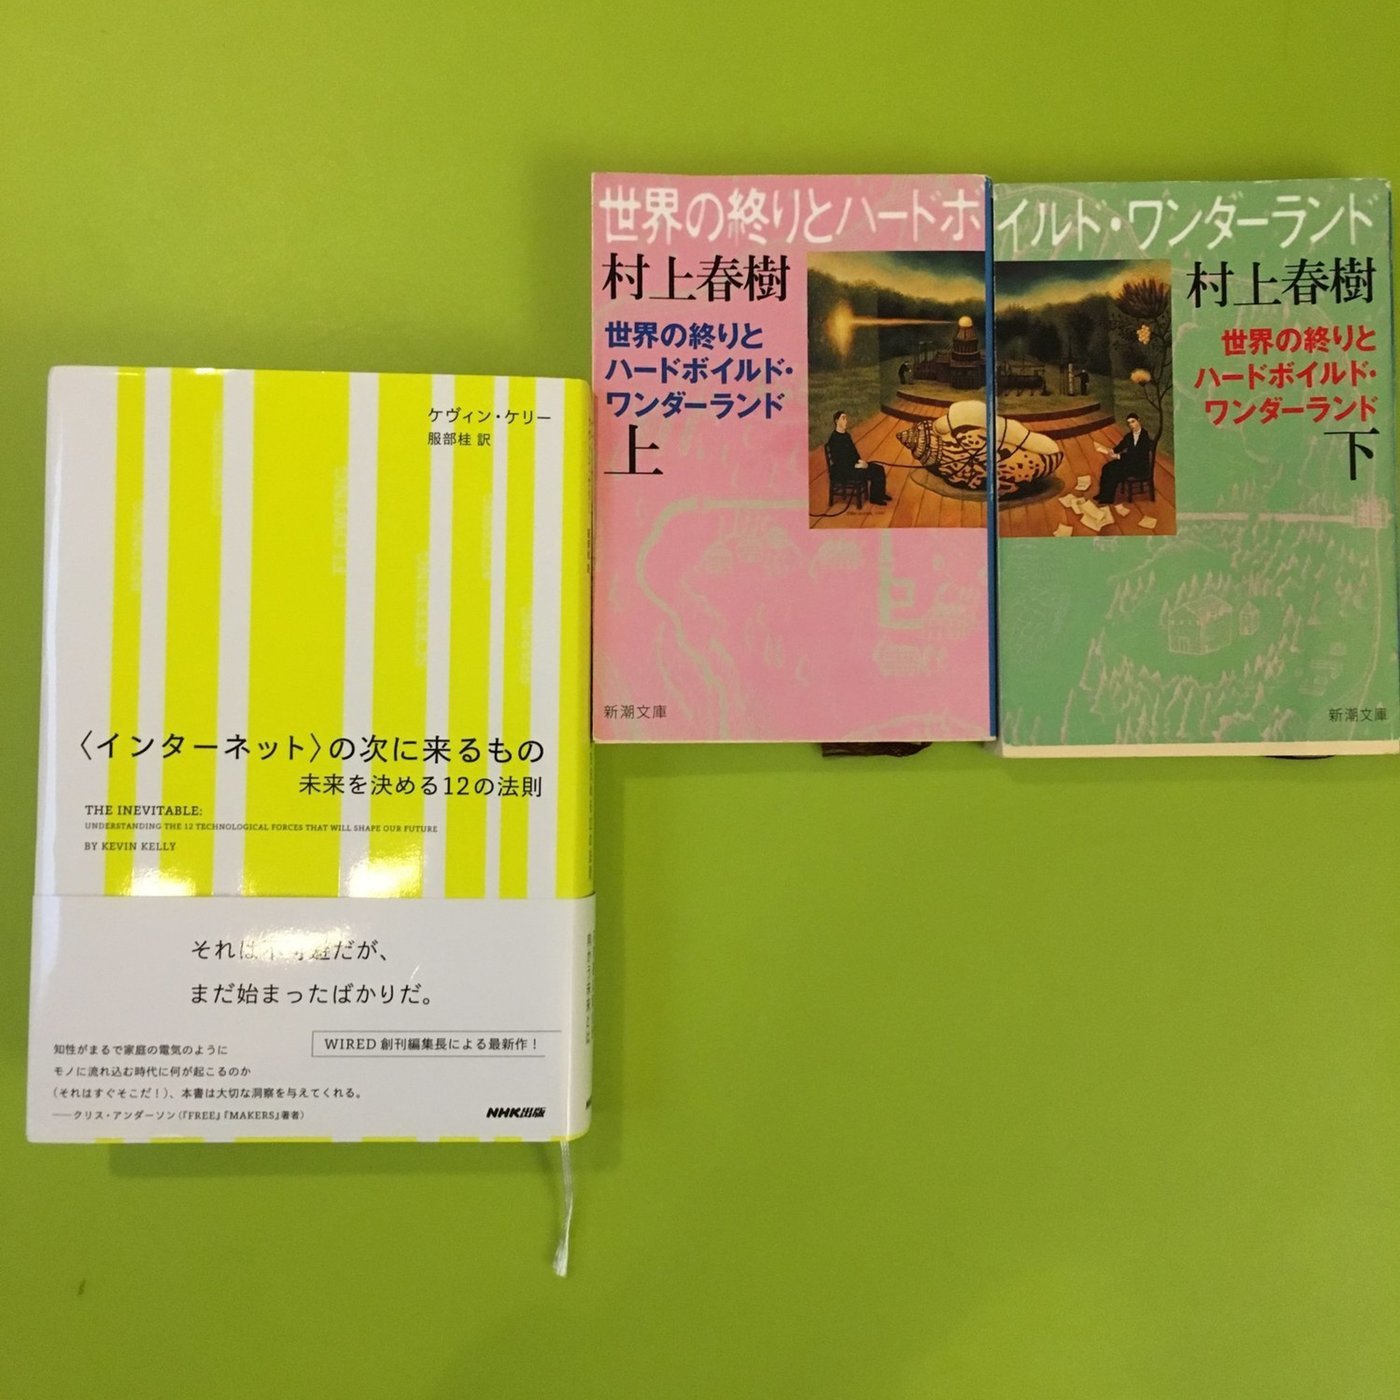 ケヴィン・ケリー
服部桂 訳
FLOWING
SCREENING
〈インターネット〉の次に来るもの
未来を決める12の法則
THE INEVITABLE:
UNDERSTANDING THE 12 TECHNOLOGICAL FORCES THAT WILL SHAPE OUR FUTURE
BY KEVIN KELLY
それは不可避だが、
まだ始まったばかりだ。
WIRED 創刊編集長による最新作!
知性がまるで家庭の電気のように
モノに流れ込む時代に何が起こるのか
(それはすぐそこだ!)、本書は大切な洞察を与えてくれる。
——クリス・アンダーソン(『FREE』『MAKERS』著者)
NHK出版
世界の終りとハードボ
村上春樹
世界の終りと
ハードボイルド・
ワンダーランド
上
新潮文庫
イルド・ワンダーランド
村上春樹
世界の終りと
ハードボイルド・
ワンダーランド
下
新潮文庫